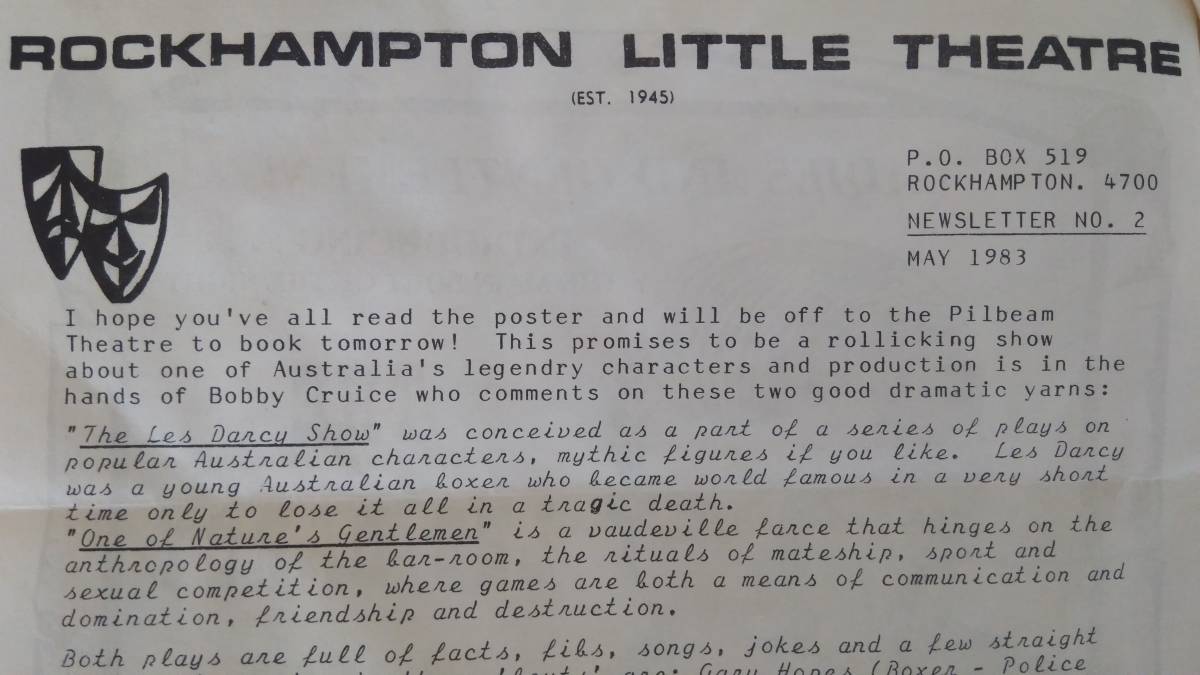 ROCKHAMPTON LITTLE THEATRE
(EST. 1945)
P.O. BOX 519
ROCKHAMPTON. 4700
NEWSLETTER NO. 2
MAY 1983
I hope you've all read the poster and will be off to the Pilbeam
Theatre to book tomorrow! This promises to be a rollicking show
about one of Australia's legendry characters and production is in the
hands of Bobby Cruice who comments on these two good dramatic yarns:
"The Les Darcy Show" was conceived as a part of a series of plays on
popular Australian characters, mythic figures if you like. Les Darcy
was a young Australian boxer who became world famous in a very short
time only to lose it all in a tragic death.
"One of Nature's Gentlemen" is a vaudeville farce that hinges on the
anthropology of the bar-room, the rituals of mateship, sport and
sexual competition, where games are both a means of communication and
domination, friendship and destruction.
Both plays are full of facts, fibs, songs, jokes and a few straight
are: Gary Hopes (Boxer - Police